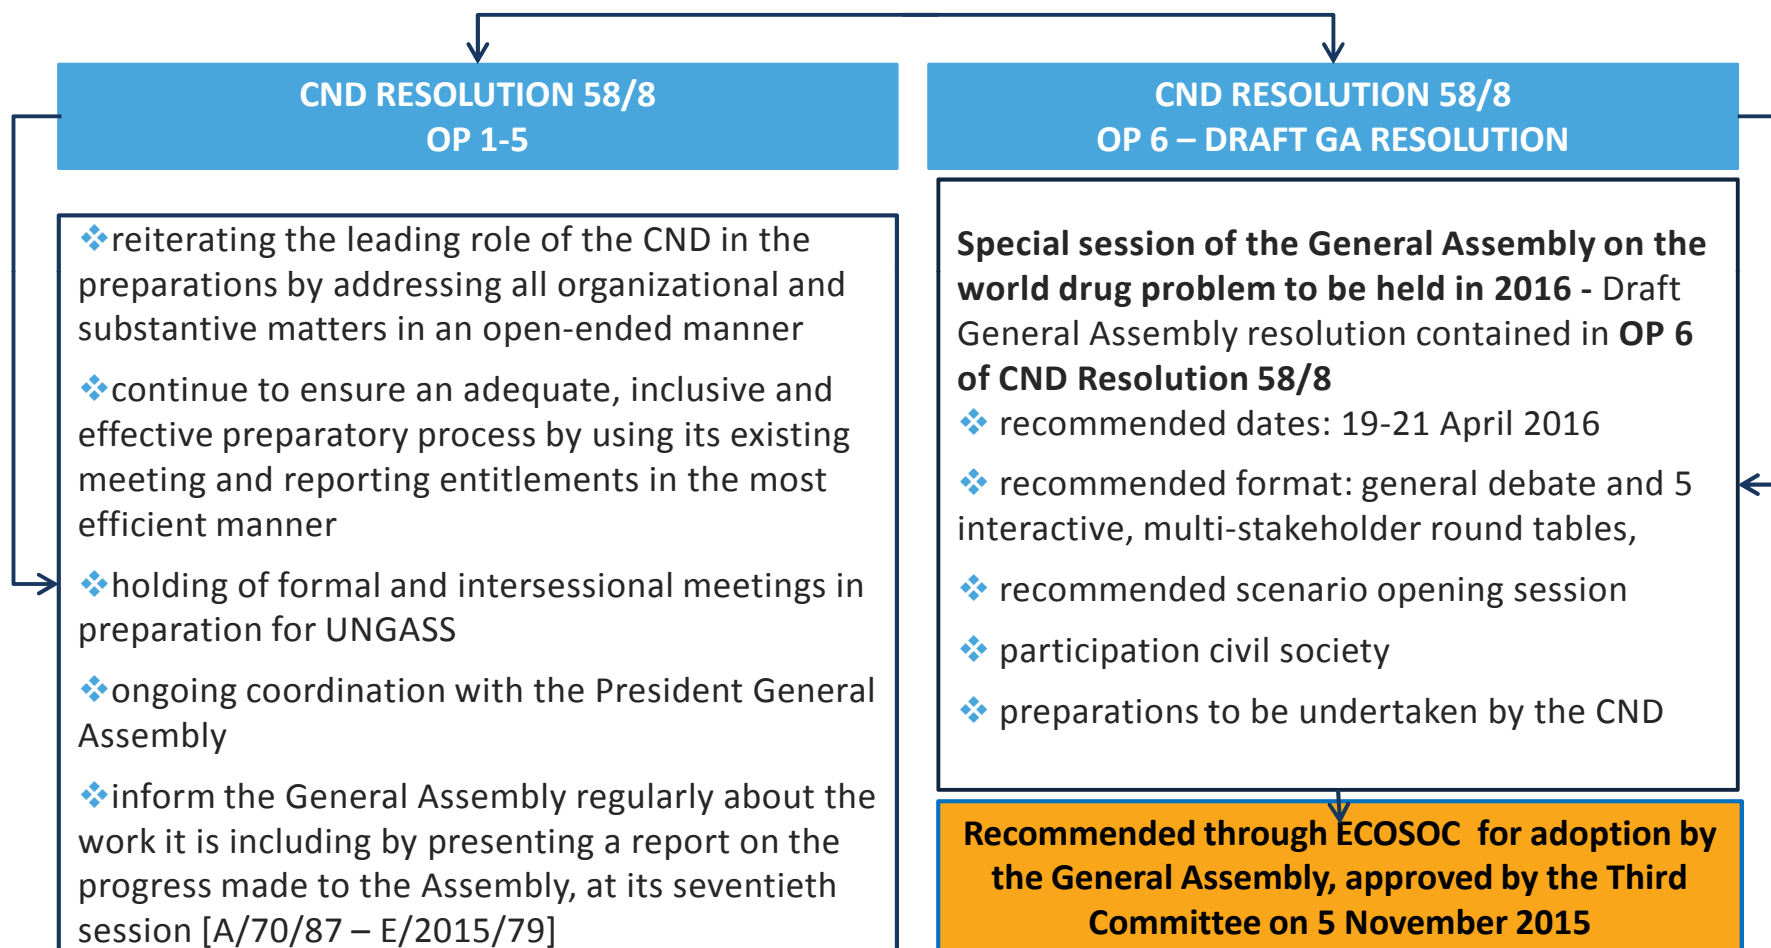 CND RESOLUTION 58/8
OP 1-5
❖reiterating the leading role of the CND in the
preparations by addressing all organizational and
substantive matters in an open-ended manner
❖continue to ensure an adequate, inclusive and
effective preparatory process by using its existing
meeting and reporting entitlements in the most
efficient manner
❖holding of formal and intersessional meetings in
preparation for UNGASS
❖ongoing coordination with the President General
Assembly
❖inform the General Assembly regularly about the
work it is including by presenting a report on the
progress made to the Assembly, at its seventieth
session [A/70/87 – E/2015/79]
CND RESOLUTION 58/8
OP 6 – DRAFT GA RESOLUTION
Special session of the General Assembly on the
world drug problem to be held in 2016 - Draft
General Assembly resolution contained in OP 6
of CND Resolution 58/8
❖ recommended dates: 19-21 April 2016
❖ recommended format: general debate and 5
interactive, multi-stakeholder round tables,
❖ recommended scenario opening session
❖ participation civil society
❖ preparations to be undertaken by the CND
Recommended through ECOSOC for adoption by
the General Assembly, approved by the Third
Committee on 5 November 2015